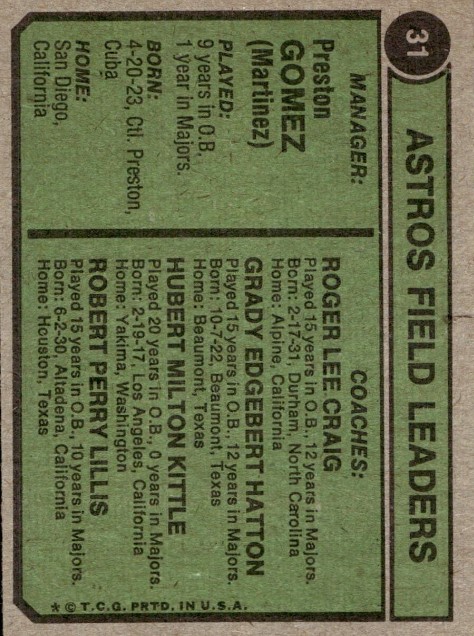 31
ASTROS FIELD LEADERS
MANAGER:
Preston
GOMEZ
(Martinez)
PLAYED:
9 years in O.B.,
1 year in Majors.
BORN:
4-20-23, Ctl. Preston,
Cuba
HOME:
San Diego,
California
COACHES:
ROGER LEE CRAIG
Played 15 years in O.B., 12 years in Majors.
Born: 2-17-31, Durham, North Carolina
Home: Alpine, California
GRADY EDGEBERT HATTON
Played 15 years in O.B., 12 years in Majors.
Born: 10-7-22, Beaumont, Texas
Home: Beaumont, Texas
HUBERT MILTON KITTLE
Played 20 years in O.B., 0 years in Majors.
Born: 2-19-17, Los Angeles, California
Home: Yakima, Washington
ROBERT PERRY LILLIS
Played 15 years in O.B., 10 years in Majors.
Born: 6-2-30, Altadena, California
Home: Houston, Texas
* © T.C.G. PRTD. IN U.S.A.